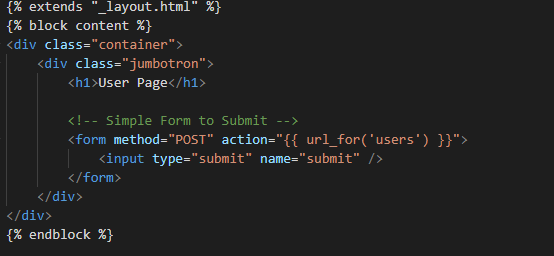 {% extends "_layout.html" %}
{% block content %}
<div class="container">
    <div class="jumbotron">
        <h1>User Page</h1>

        <!-- Simple Form to Submit -->
        <form method="POST" action="{{ url_for('users') }}">
            <input type="submit" name="submit" />
        </form>
    </div>
</div>
{% endblock %}